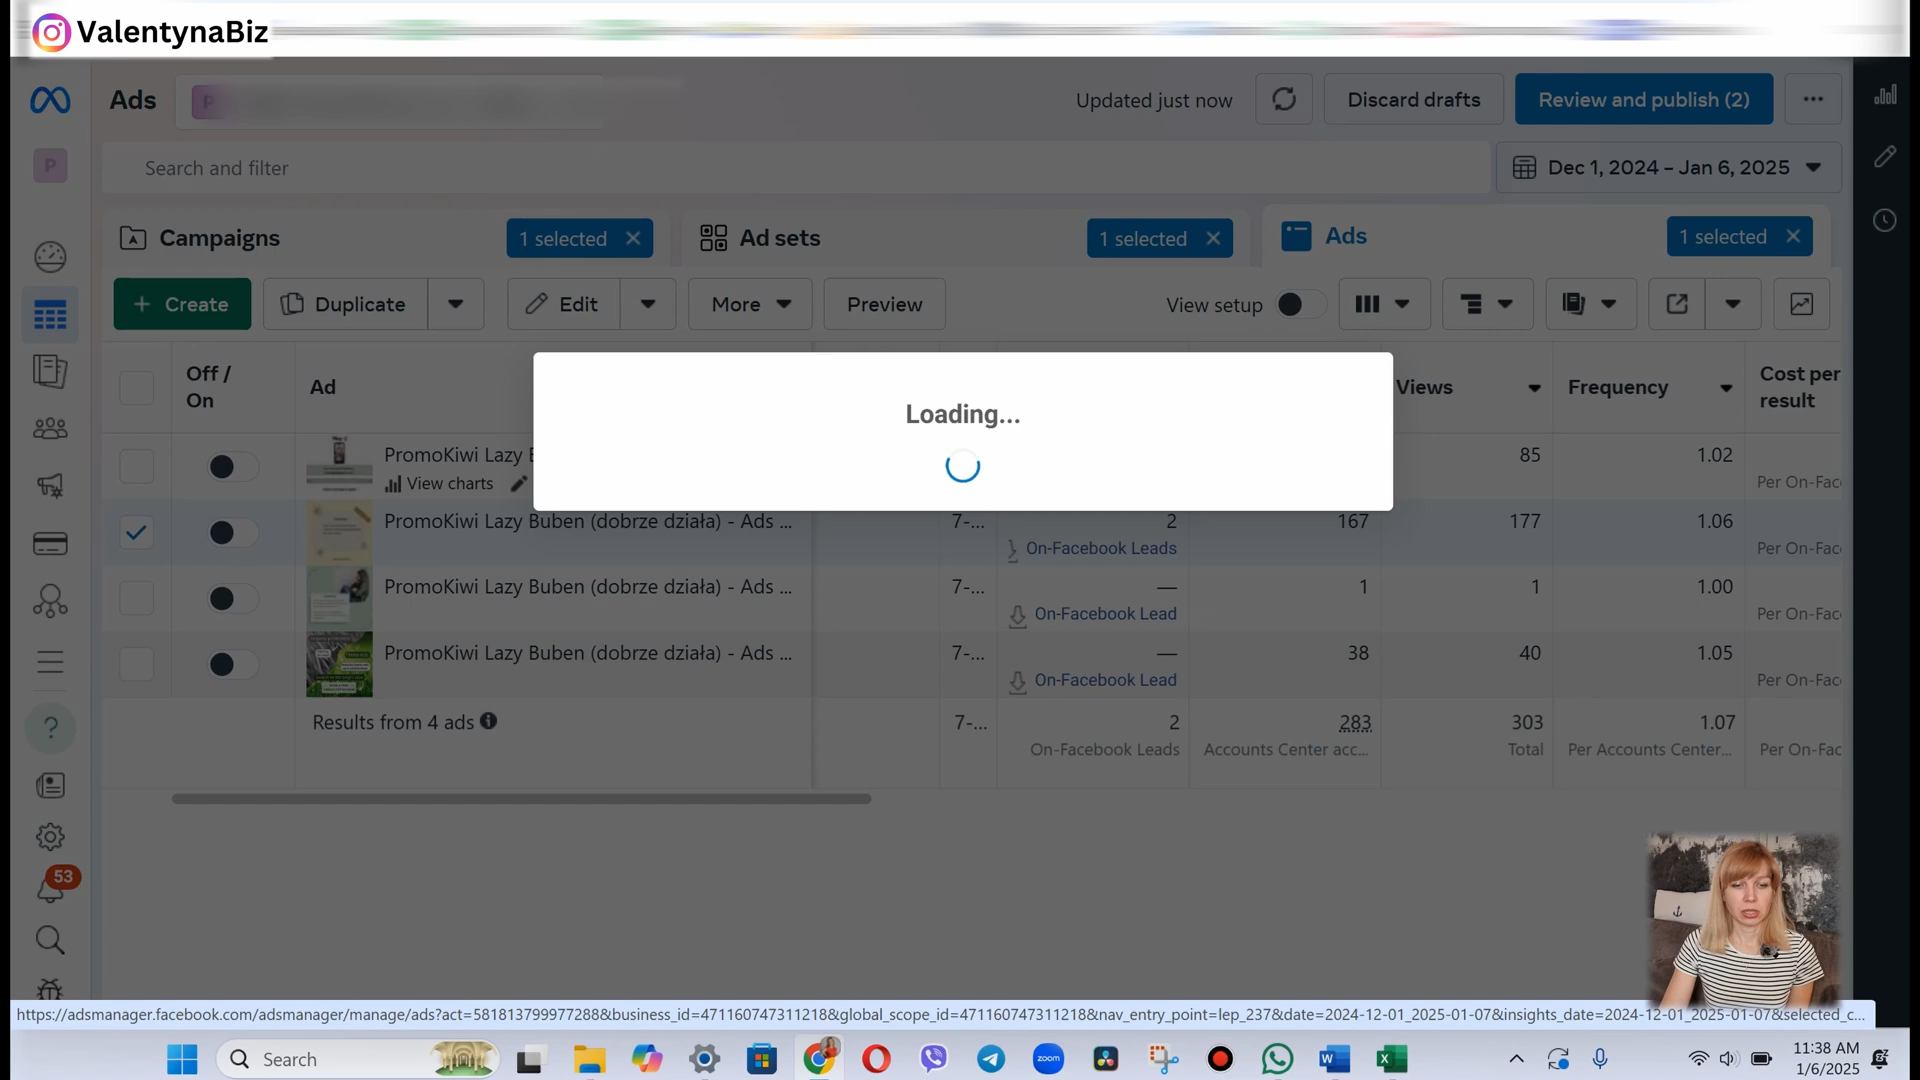 ValentynaBiz
Ads
P
Updated just now
Discard drafts
Review and publish (2)
P
Search and filter
Dec 1, 2024 – Jan 6, 2025
Campaigns
1 selected
Ad sets
1 selected
Ads
1 selected
+ Create
Duplicate
Edit
More
Preview
View setup
Off / On
Ad
Views
Frequency
Cost per result
Loading...
PromoKiwi Lazy
View charts
85
1.02
Per On-Fac
PromoKiwi Lazy Buben (dobrze działa) - Ads ...
7-...
2
On-Facebook Leads
167
177
1.06
Per On-Fac
PromoKiwi Lazy Buben (dobrze działa) - Ads ...
7-...
—
On-Facebook Lead
1
1
1.00
Per On-Fac
PromoKiwi Lazy Buben (dobrze działa) - Ads ...
7-...
—
On-Facebook Lead
38
40
1.05
Per On-Fac
Results from 4 ads
7-...
2
On-Facebook Leads
283
Accounts Center acc...
303
Total
1.07
Per Accounts Center...
Per On-Fac
53
https://adsmanager.facebook.com/adsmanager/manage/ads?act=581813799977288&business_id=471160747311218&global_scope_id=471160747311218&nav_entry_point=lep_237&date=2024-12-01_2025-01-07&insights_date=2024-12-01_2025-01-07&selected_c...
Search
zoom
11:38 AM
1/6/2025